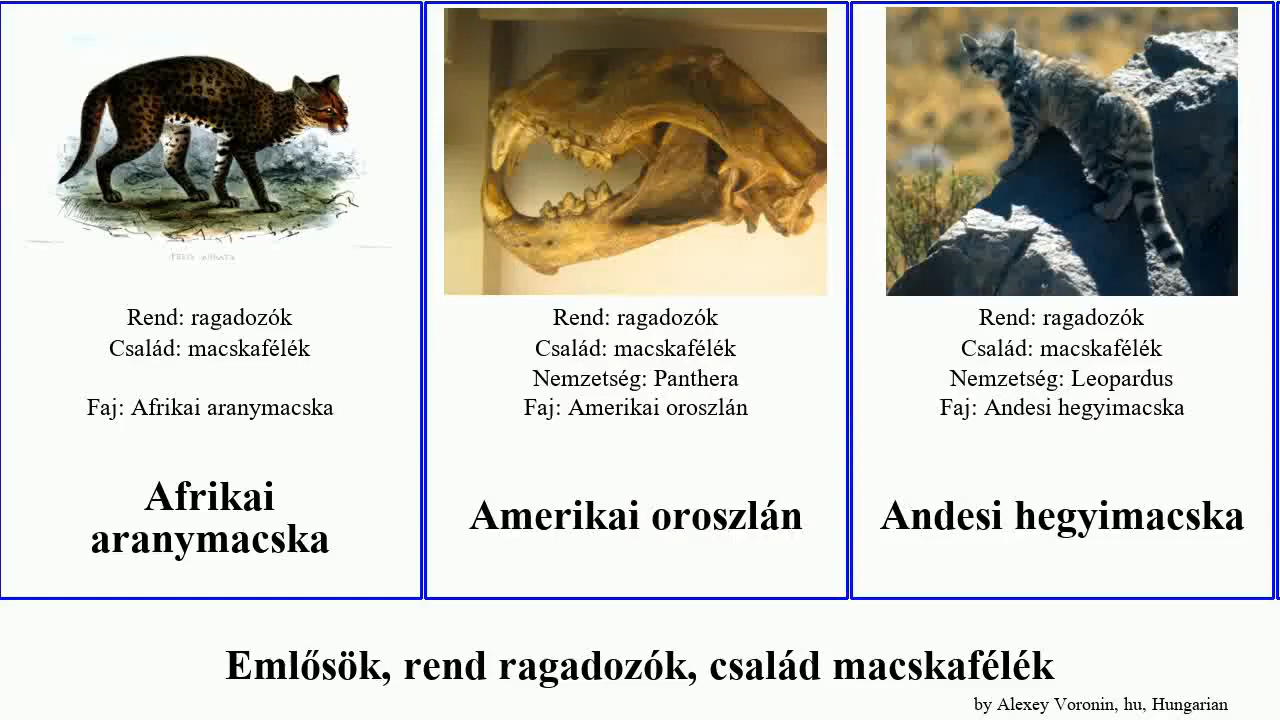 Rend: ragadozók
Család: macskafélék
Faj: Afrikai aranymacska
Afrikai
aranymacska
Rend: ragadozók
Család: macskafélék
Nemzetség: Panthera
Faj: Amerikai oroszlán
Amerikai oroszlán
Rend: ragadozók
Család: macskafélék
Nemzetség: Leopardus
Faj: Andesi hegyimacska
Andesi hegyimacska
Emlősök, rend ragadozók, család macskafélék
by Alexey Voronin, hu, Hungarian